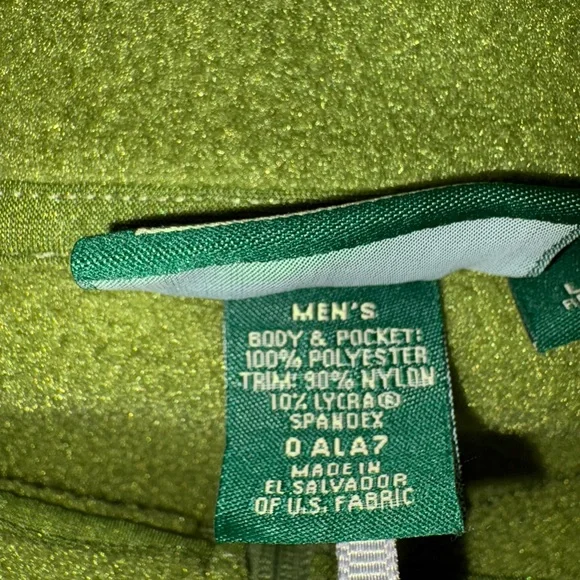 MEN'S
BODY & POCKET:
100% POLYESTER
TRIM: 90% NYLON
10% LYCRA®
SPANDEX
0 ALA7
MADE IN
EL SALVADOR
OF U.S. FABRIC
L